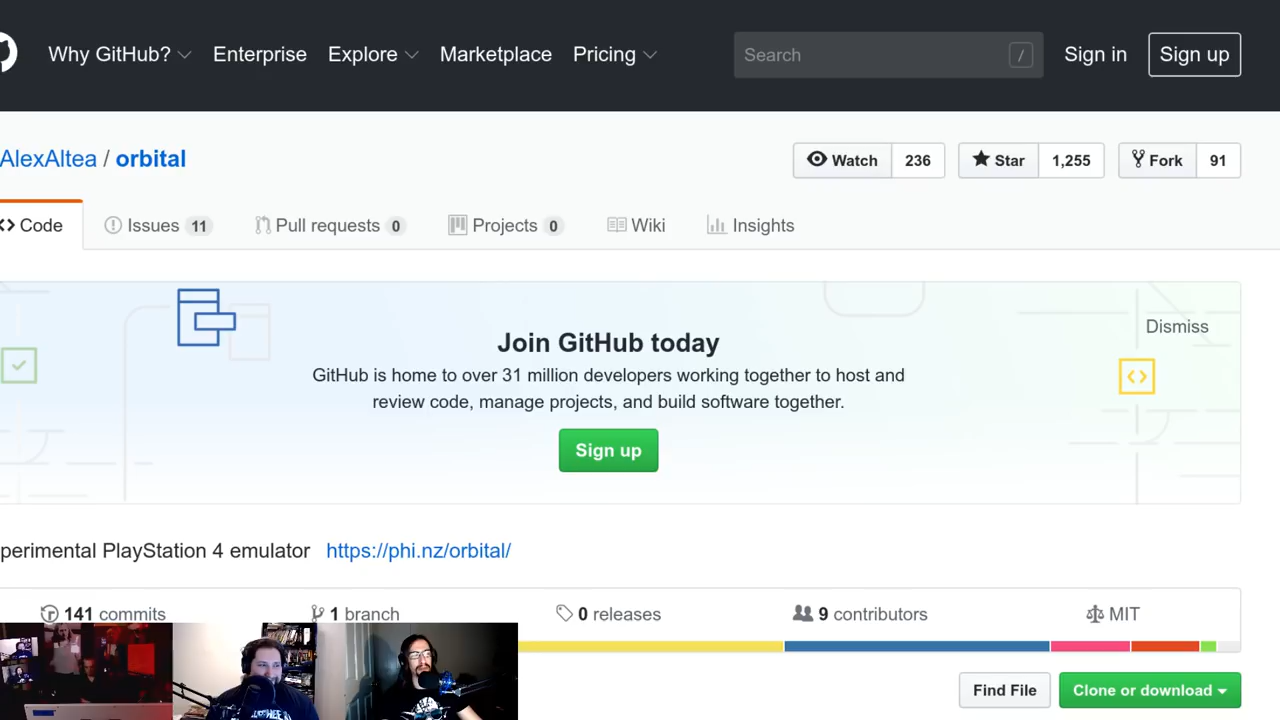 Why GitHub? Enterprise Explore Marketplace Pricing Search / Sign in Sign up
AlexAltea / orbital Watch 236 Star 1,255 Fork 91
<> Code Issues 11 Pull requests 0 Projects 0 Wiki Insights
Dismiss
Join GitHub today
GitHub is home to over 31 million developers working together to host and
review code, manage projects, and build software together.
Sign up
perimental PlayStation 4 emulator https://phi.nz/orbital/
141 commits 1 branch 0 releases 9 contributors MIT
Find File Clone or download